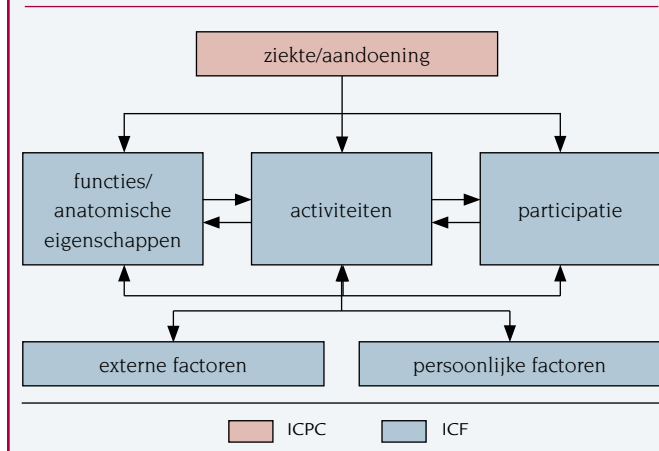 ziekte/aandoening
functies/
anatomische
eigenschappen
activiteiten
participatie
externe factoren
persoonlijke factoren
ICPC
ICF